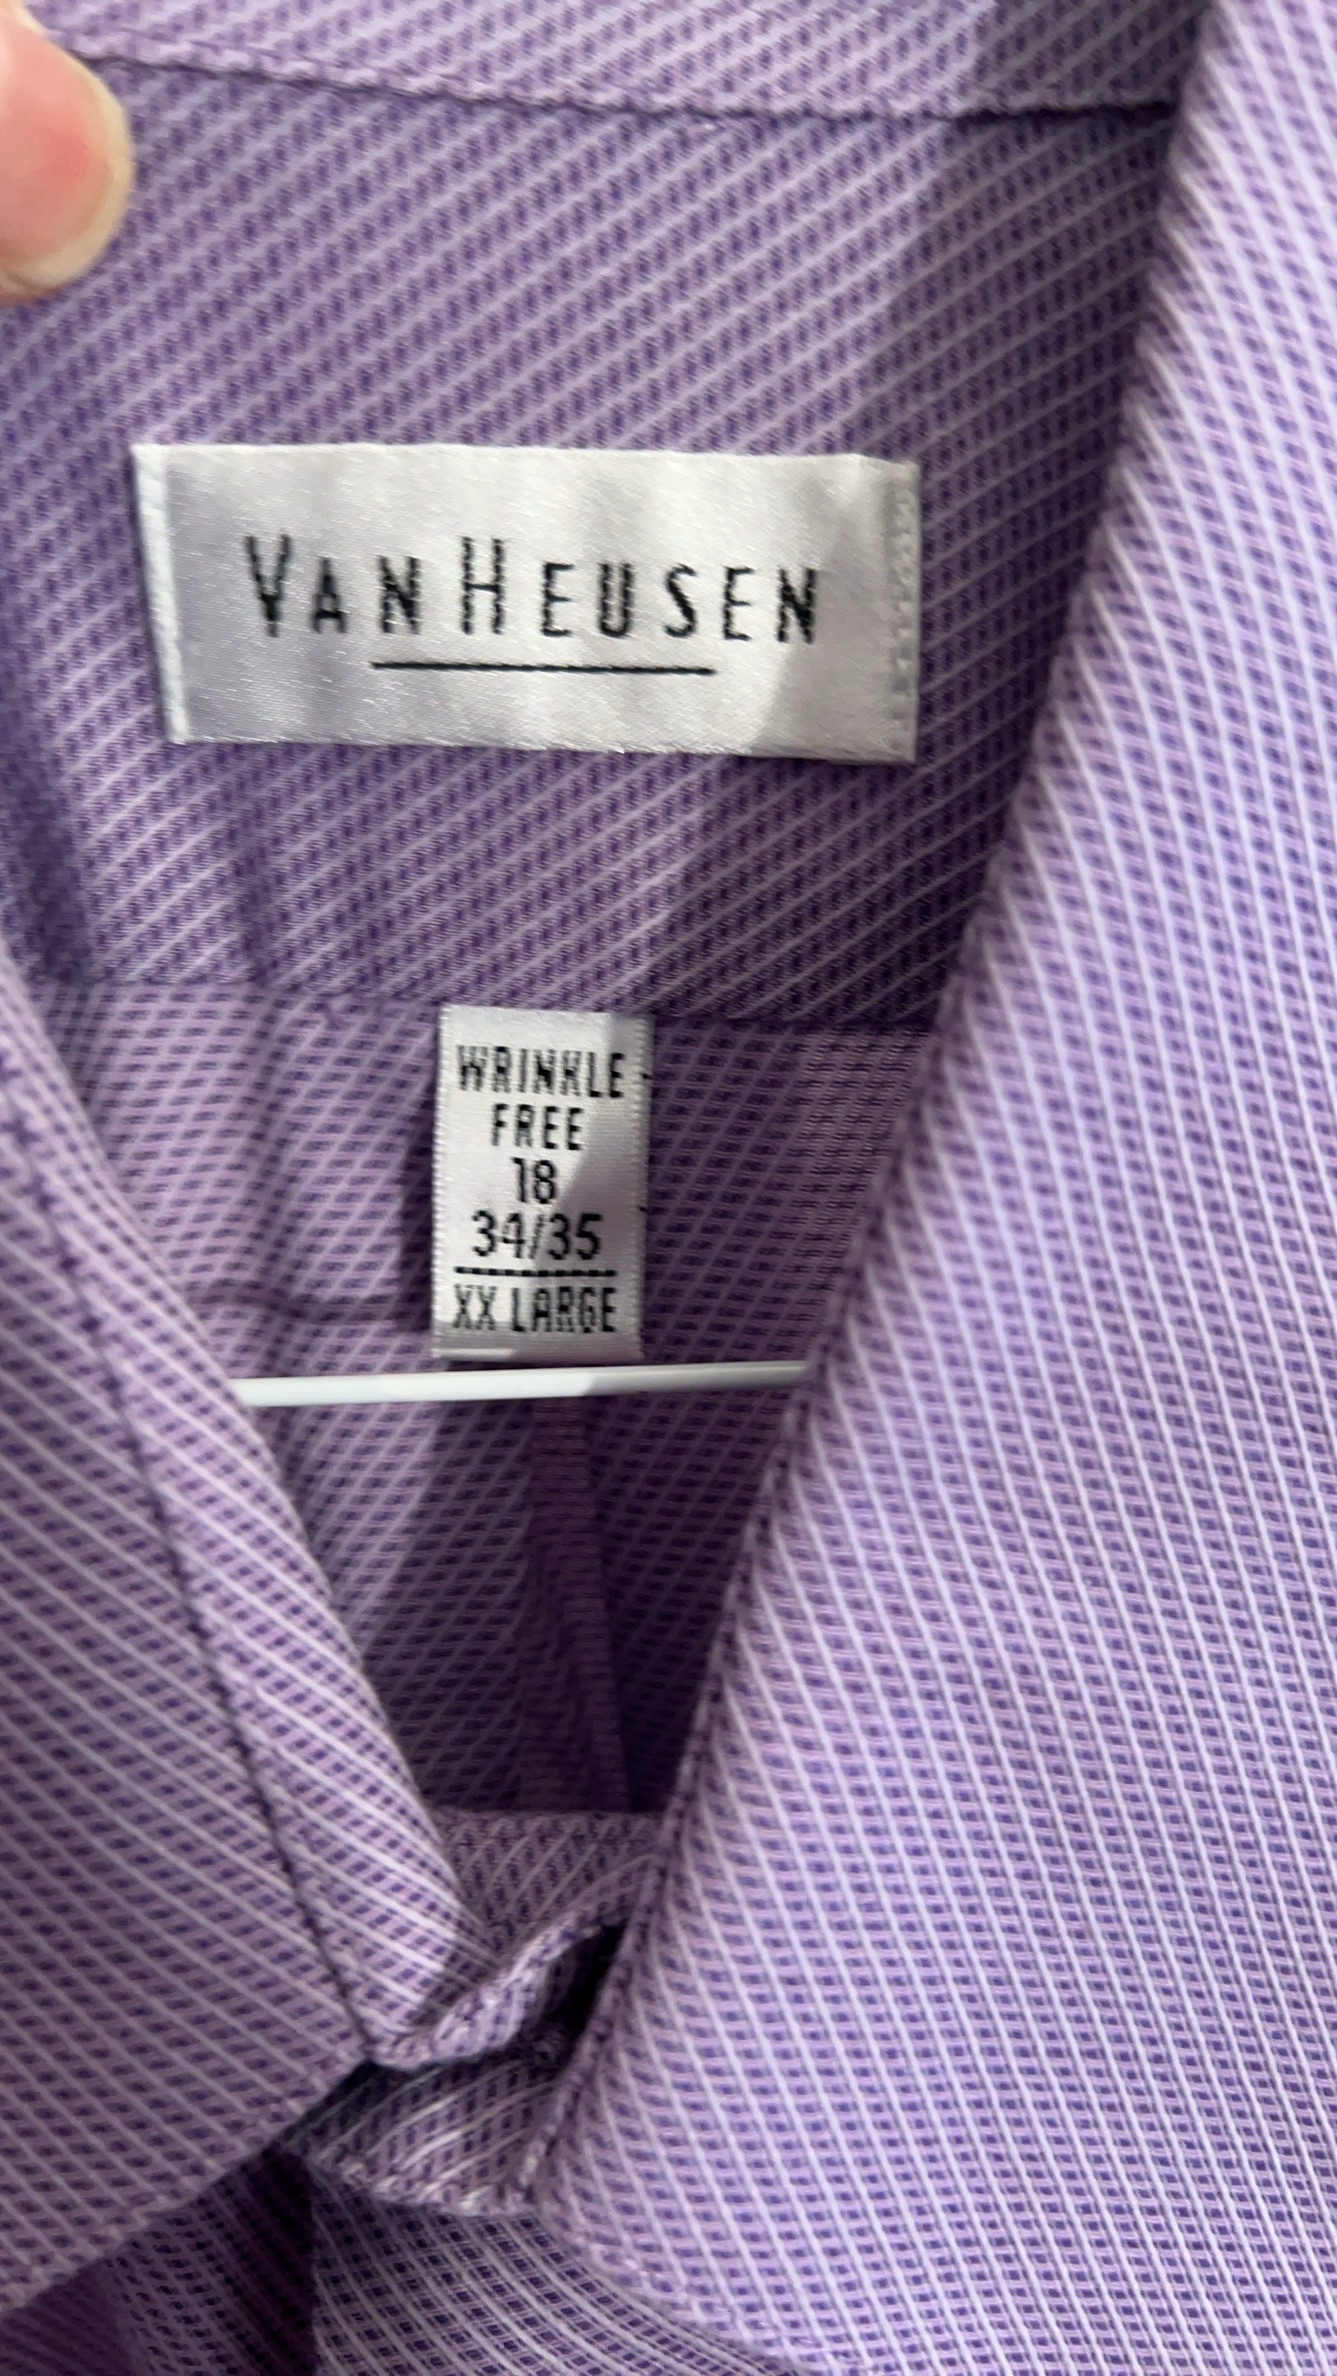 VAN HEUSEN
WRINKLE
FREE
18
34/35
XX LARGE